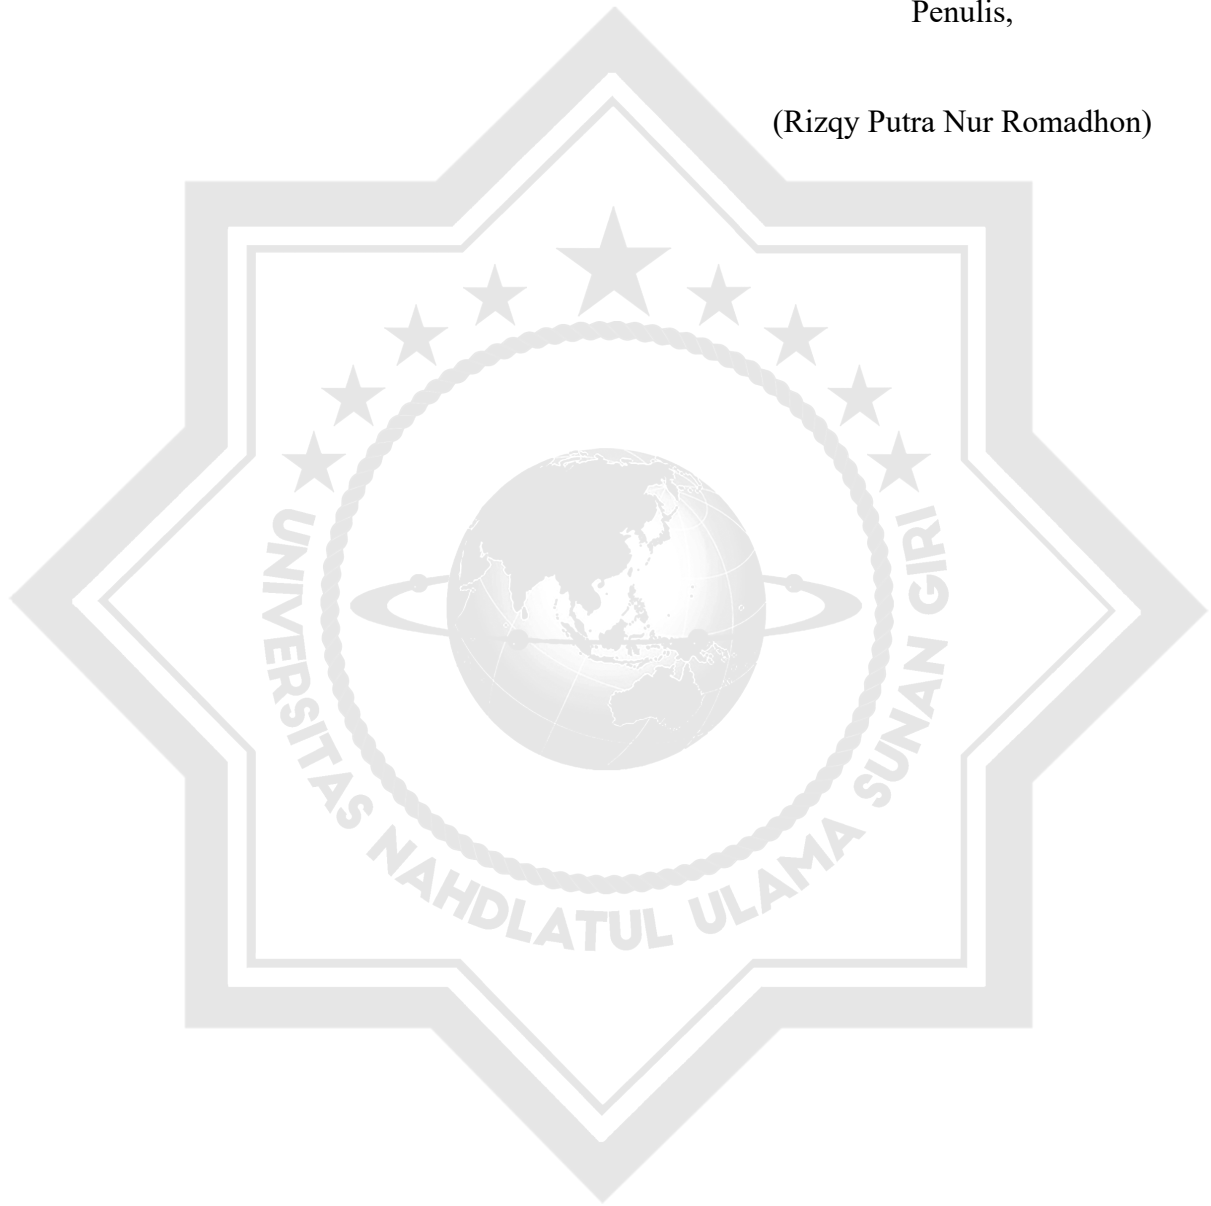 Penulis,
(Rizqy Putra Nur Romadhon)
UNIVERSITAS NAHDLATUL ULAMA SUNAN GIRI